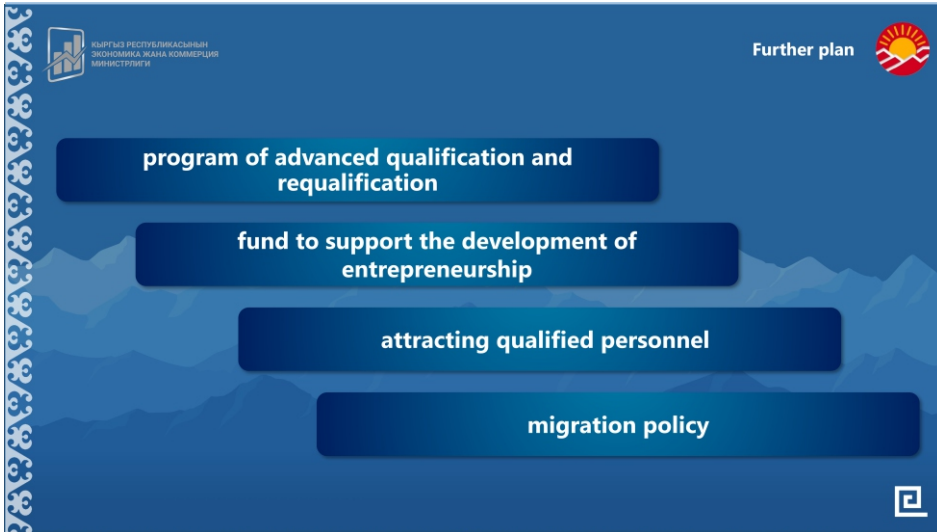 КЫРГЫЗ РЕСПУБЛИКАСЫНЫН
ЭКОНОМИКА ЖАНА КОММЕРЦИЯ
МИНИСТРЛИГИ
Further plan
program of advanced qualification and
requalification
fund to support the development of
entrepreneurship
attracting qualified personnel
migration policy